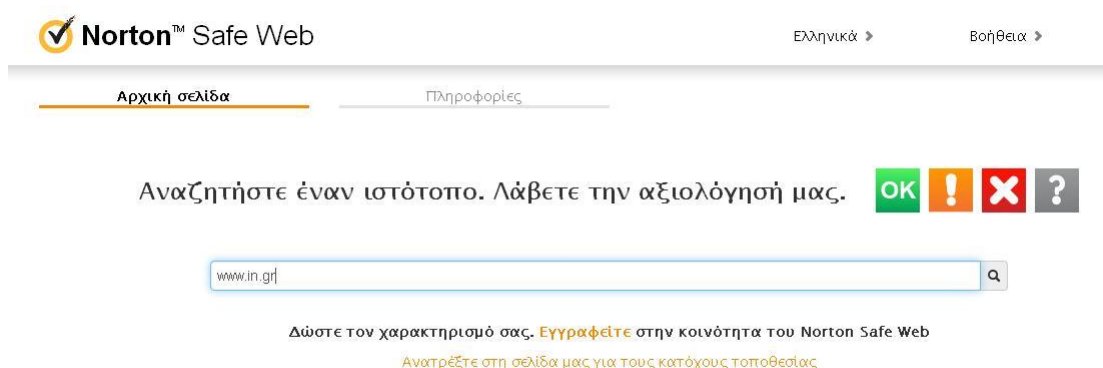 Norton™ Safe Web
Ελληνικά >
Βοήθεια >
Αρχική σελίδα
Πληροφορίες
Αναζητήστε έναν ιστότοπο. Λάβετε την αξιολόγησή μας.
OK ! X ?
www.in.gr
Δώστε τον χαρακτηρισμό σας. Εγγραφείτε στην κοινότητα του Norton Safe Web
Ανατρέξτε στη σελίδα μας για τους κατόχους τοποθεσίας